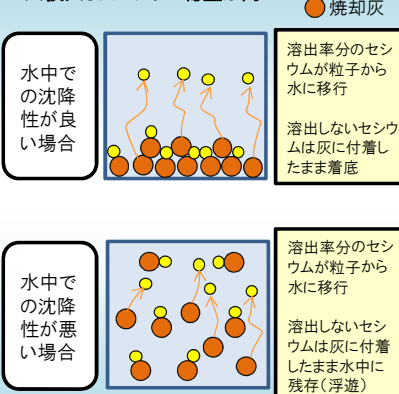 焼却灰
水中で
の沈降
性が良
い場合
溶出率分のセシ
ウムが粒子から
水に移行
溶出しないセシウ
ムは灰に付着し
たまま着底
水中で
の沈降
性が悪
い場合
溶出率分のセシ
ウムが粒子から
水に移行
溶出しないセシ
ウムは灰に付着
したまま水中に
残存(浮遊)